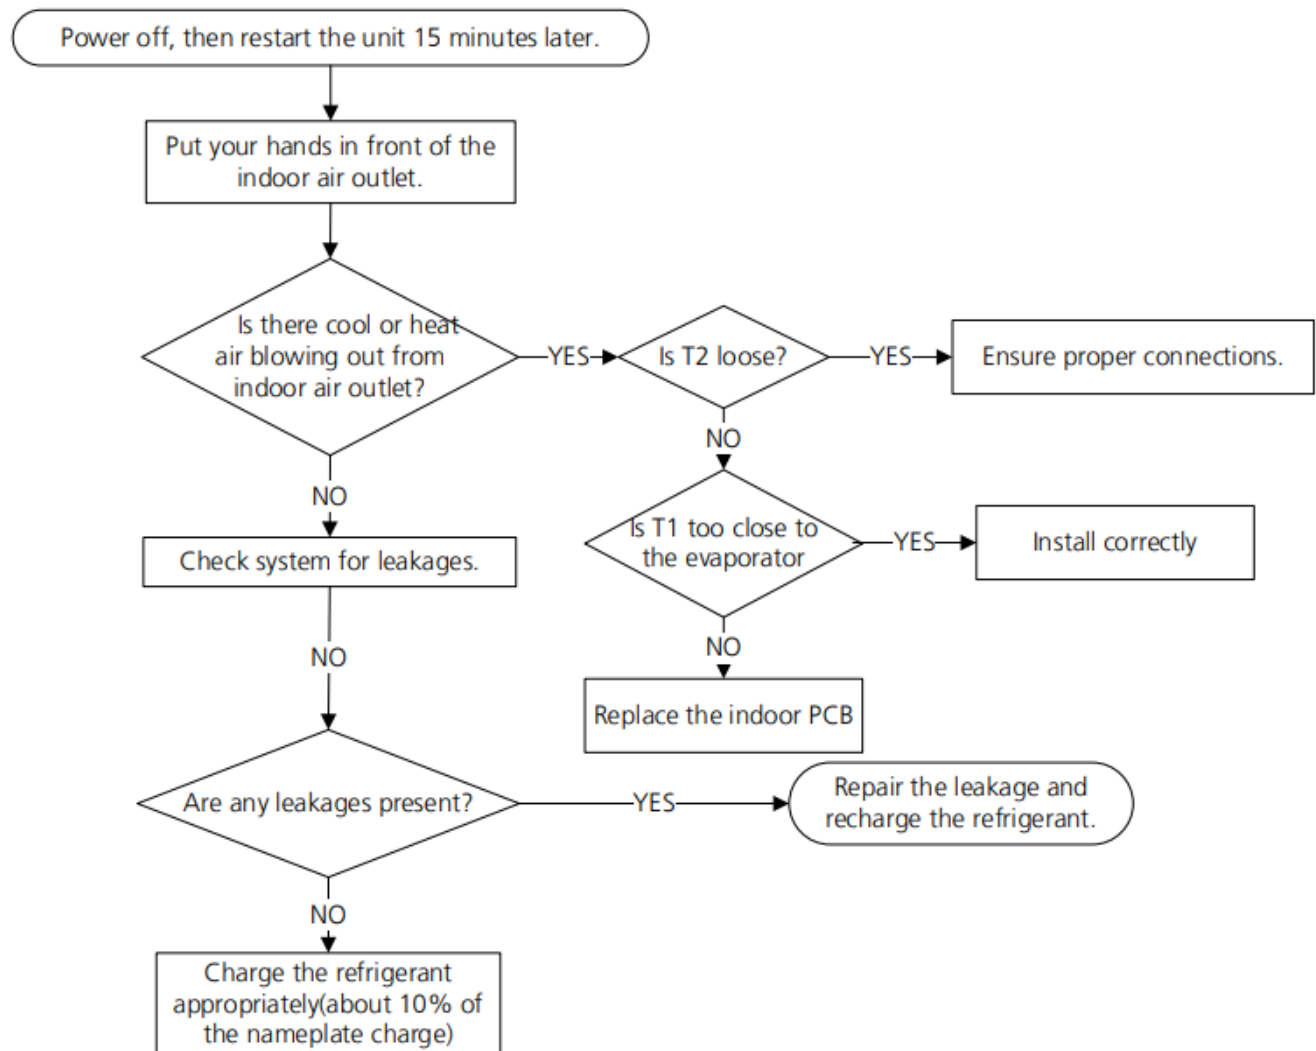 Power off, then restart the unit 15 minutes later.
Put your hands in front of the
indoor air outlet.
Is there cool or heat
air blowing out from
indoor air outlet?
YES
Is T2 loose?
YES
Ensure proper connections.
NO
NO
Is T1 too close to
the evaporator
YES
Install correctly
Check system for leakages.
NO
NO
Replace the indoor PCB
Are any leakages present?
YES
Repair the leakage and
recharge the refrigerant.
NO
Charge the refrigerant
appropriately(about 10% of
the nameplate charge)